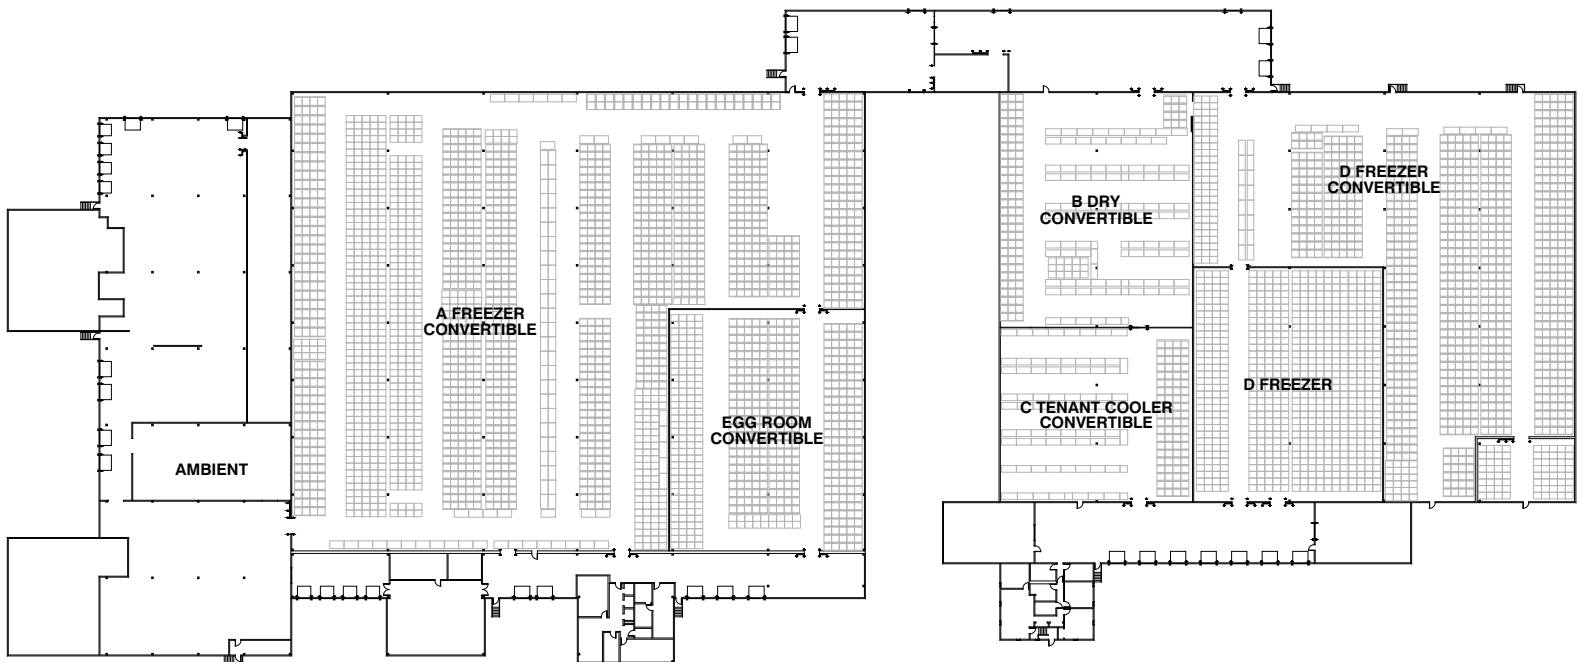 D FREEZER
CONVERTIBLE
B DRY
CONVERTIBLE
A FREEZER
CONVERTIBLE
D FREEZER
C TENANT COOLER
CONVERTIBLE
EGG ROOM
CONVERTIBLE
AMBIENT